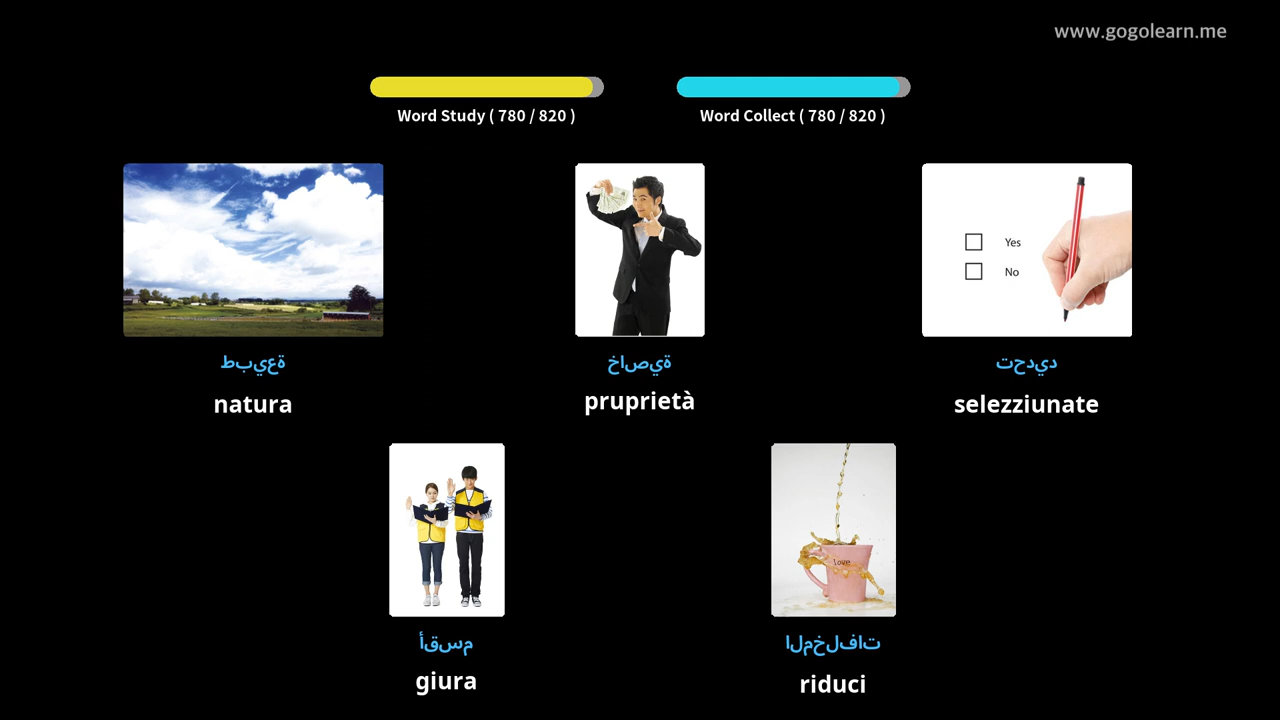 www.gogolearn.me
Word Study ( 780 / 820 )
Word Collect ( 780 / 820 )
Yes
No
طبيعة
خاصية
تحديد
natura
pruprietà
selezziunate
love
أقسم
المخلفات
giura
riduci